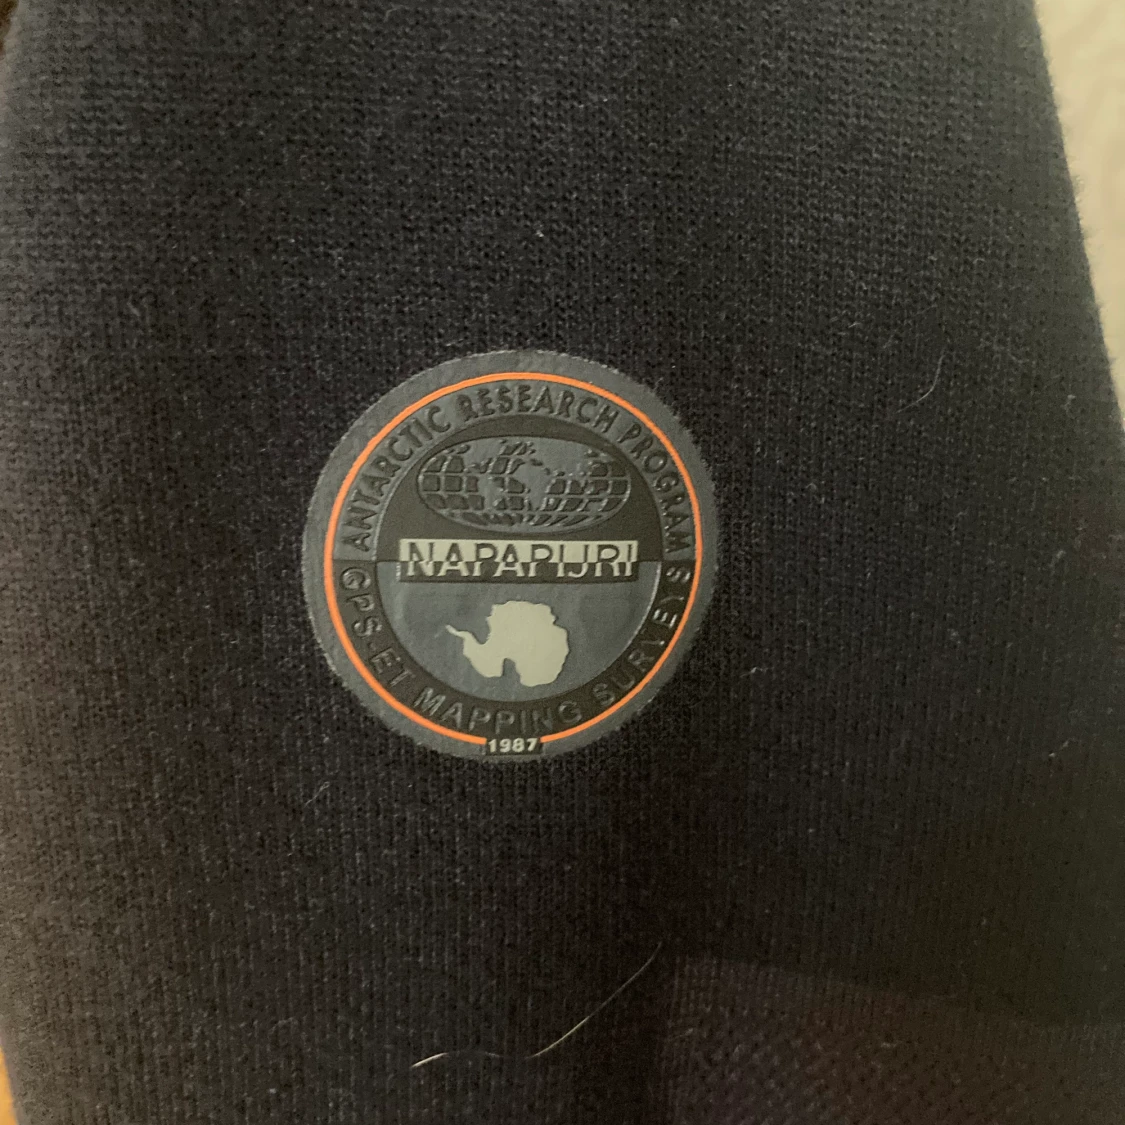 ANTARCTIC RESEARCH PROGRAM
NAPAPIJRI
GPS-ET MAPPING SURVEYS
1987